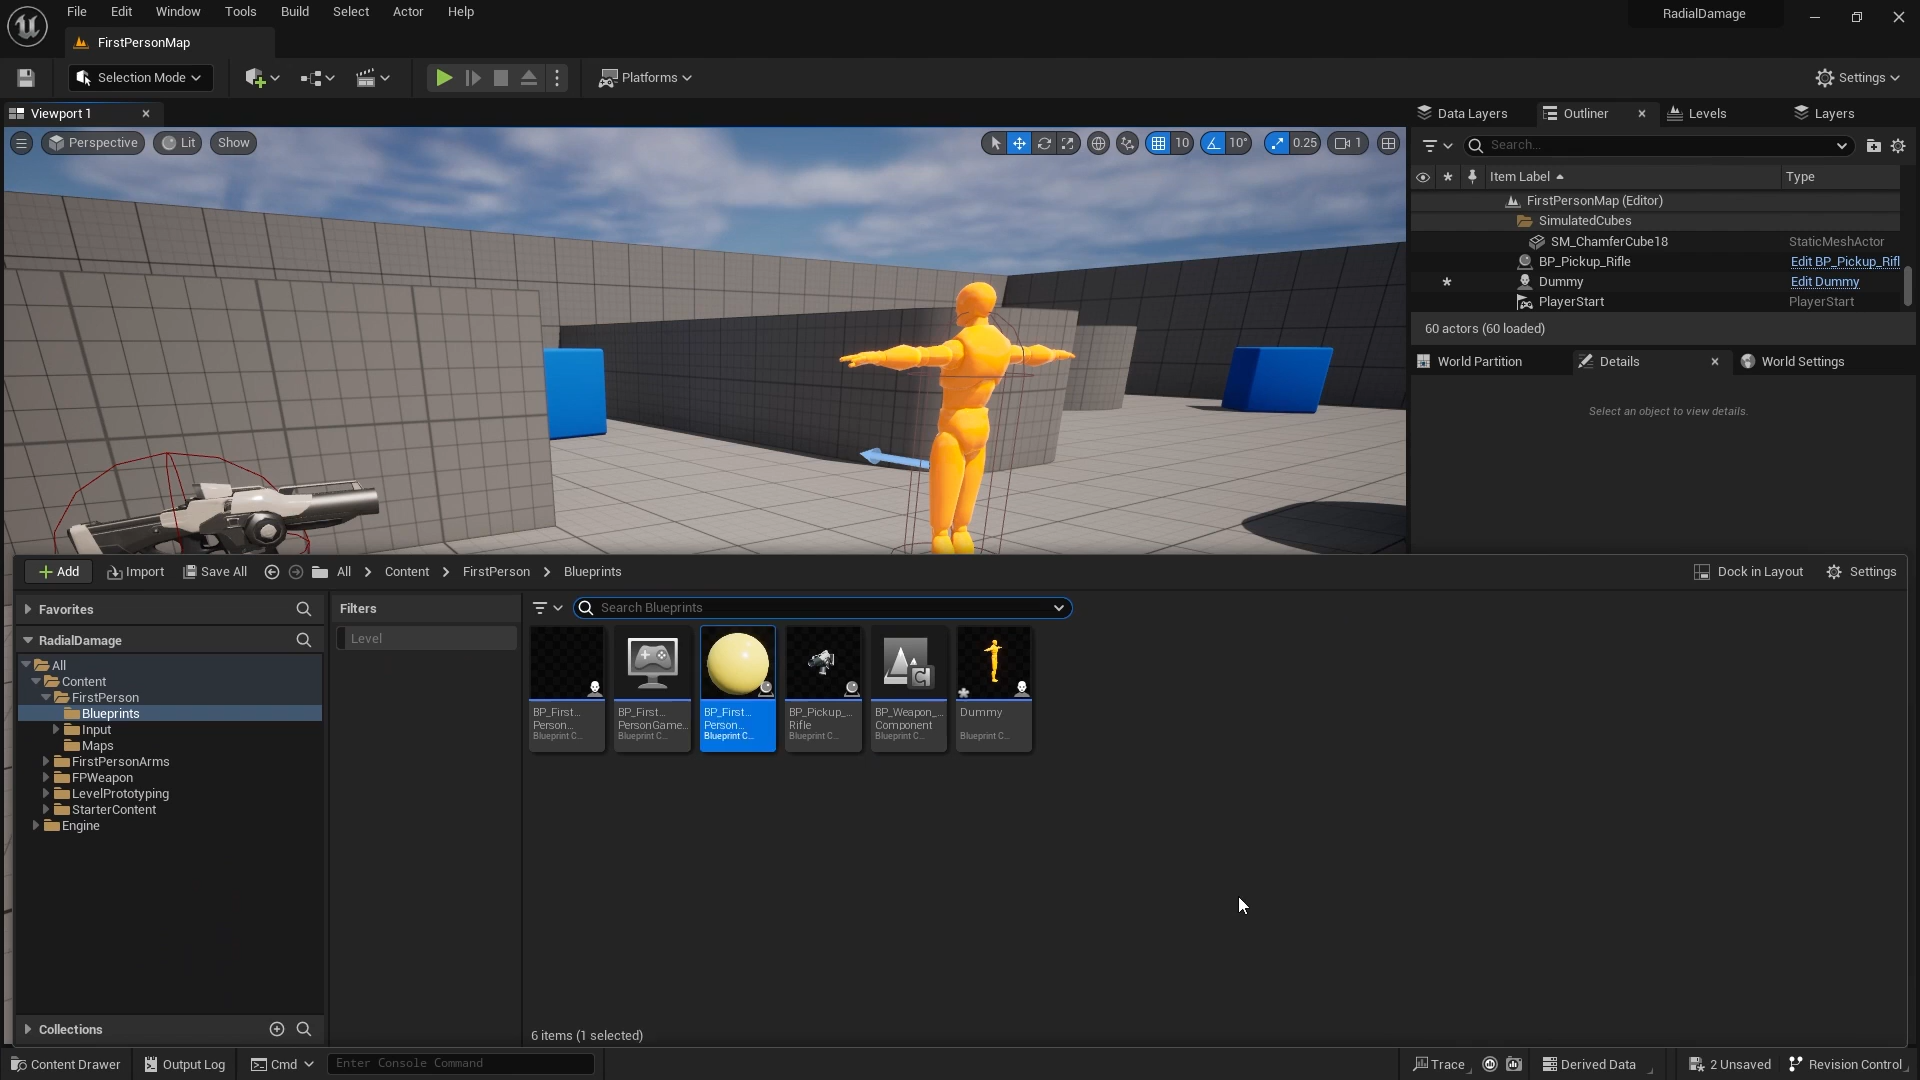 File Edit Window Tools Build Select Actor Help
RadialDamage
FirstPersonMap
Selection Mode
Platforms
Settings
Viewport 1
Data Layers
Outliner
Levels
Layers
Perspective
Lit
Show
10
10°
0.25
1
Search...
Item Label
Type
FirstPersonMap (Editor)
SimulatedCubes
SM_ChamferCube18 StaticMeshActor
BP_Pickup_Rifle Edit BP_Pickup_Rifl
Dummy Edit Dummy
PlayerStart PlayerStart
60 actors (60 loaded)
World Partition
Details
World Settings
Select an object to view details.
Add
Import
Save All
All > Content > FirstPerson > Blueprints
Dock in Layout
Settings
Favorites
Filters
Search Blueprints
RadialDamage
Level
All
Content
FirstPerson
Blueprints
Input
Maps
FirstPersonArms
FPWeapon
LevelPrototyping
StarterContent
Engine
BP_First...
Person...
Blueprint C...
BP_First...
PersonGame...
Blueprint C...
BP_First...
Person...
Blueprint C...
BP_Pickup_...
Rifle
Blueprint C...
BP_Weapon_...
Component
Blueprint C...
Dummy
Blueprint C...
Collections
6 items (1 selected)
Content Drawer
Output Log
Cmd
Enter Console Command
Trace
Derived Data
2 Unsaved
Revision Control